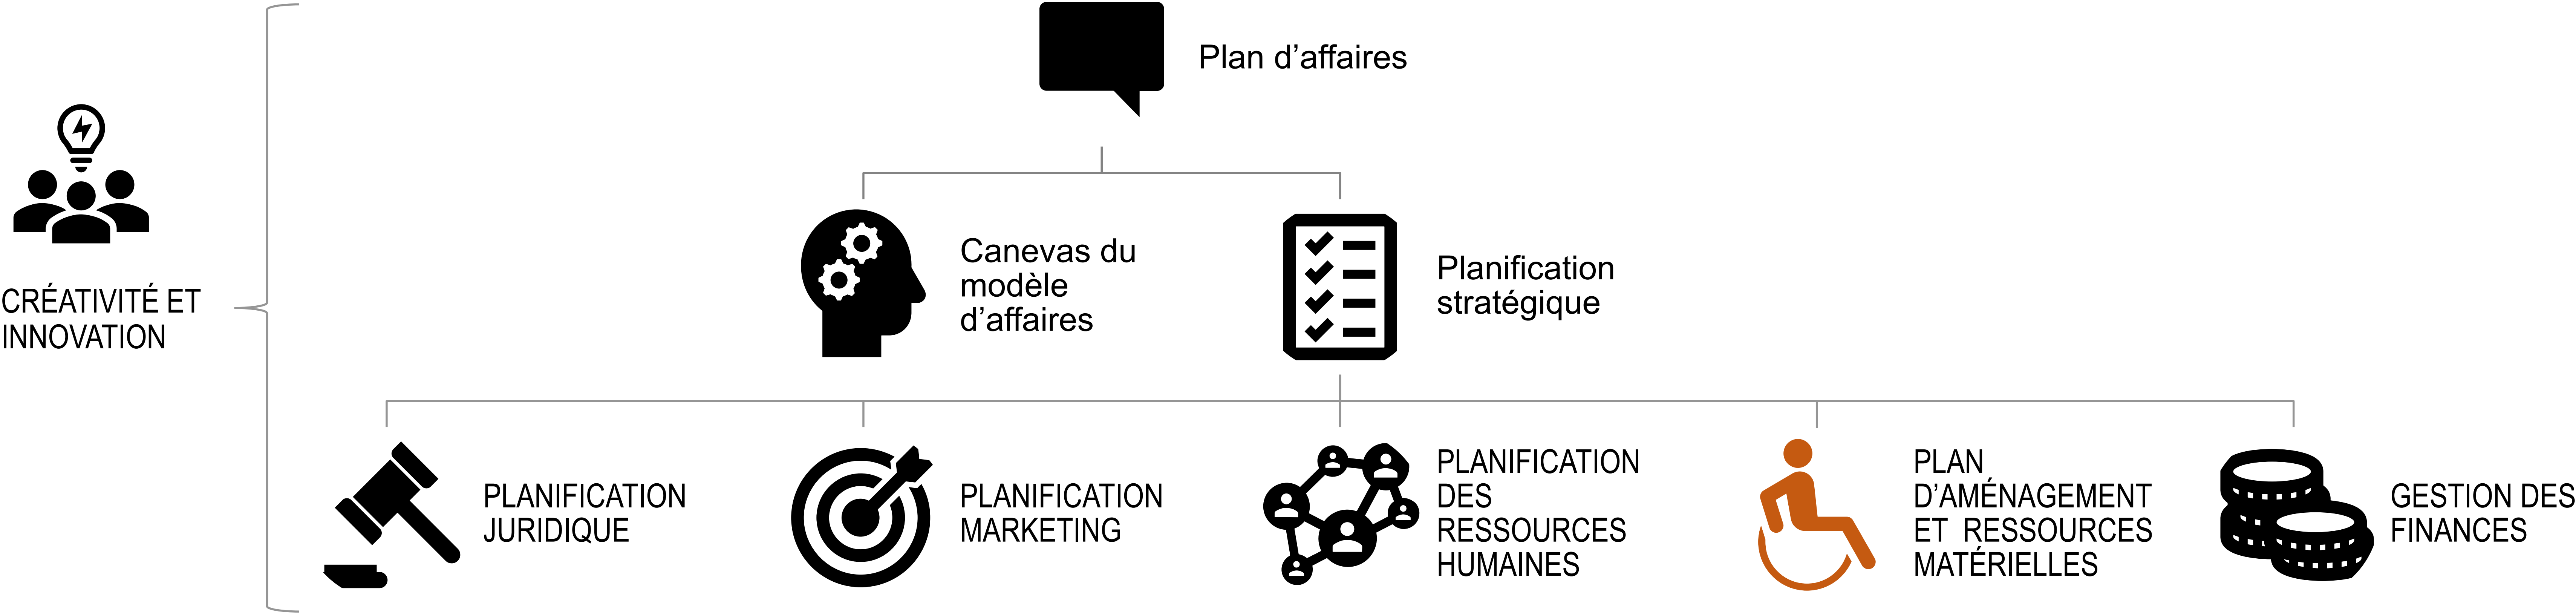 Plan d’affaires
CRÉATIVITÉ ET
INNOVATION
Canevas du
modèle
d’affaires
Planification
stratégique
PLANIFICATION
JURIDIQUE
PLANIFICATION
MARKETING
PLANIFICATION
DES
RESSOURCES
HUMAINES
PLAN
D’AMÉNAGEMENT
ET RESSOURCES
MATÉRIELLES
GESTION DES
FINANCES